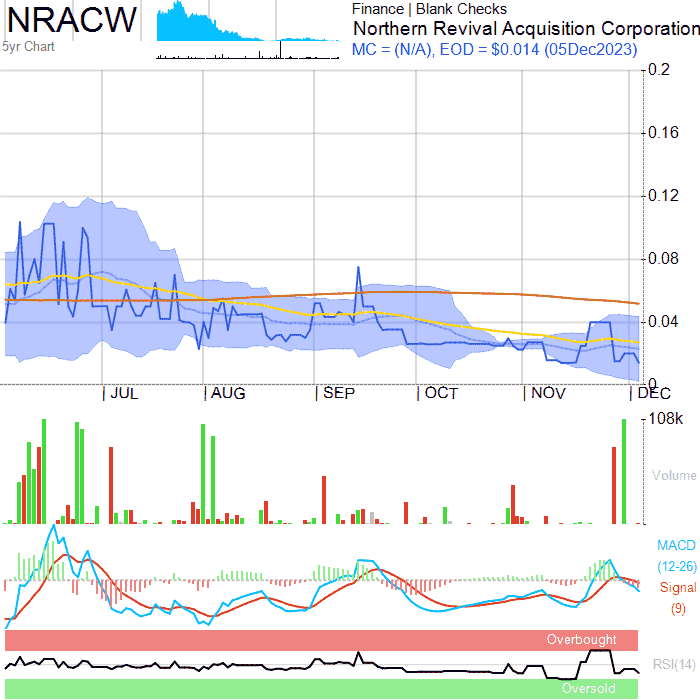 NRACW
5yr Chart
Finance | Blank Checks
Northern Revival Acquisition Corporation
MC = (N/A), EOD = $0.014 (05Dec2023)
0.2
0.16
0.12
0.08
0.04
0
JUL AUG SEP OCT NOV DEC
108k
Volume
MACD
(12-26)
Signal
(9)
Overbought
RSI(14)
Oversold